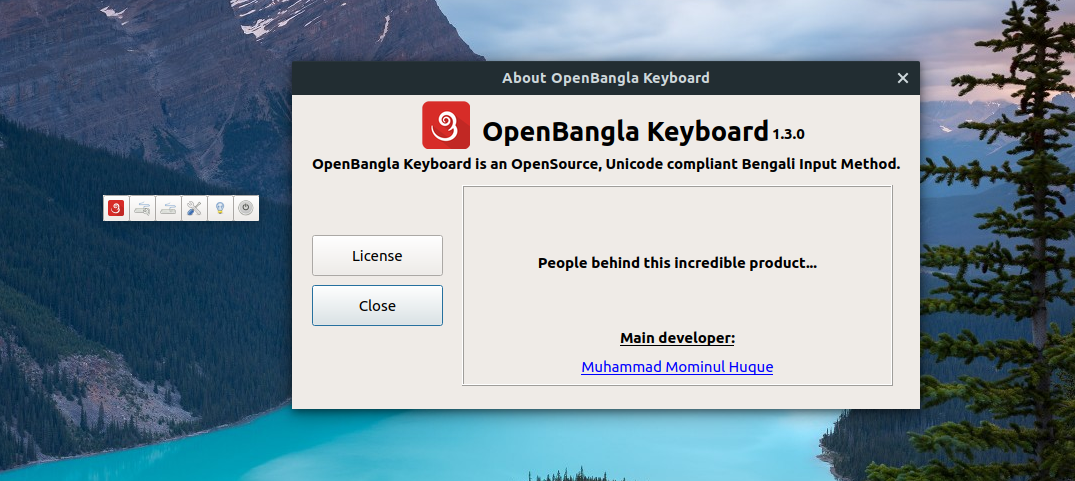 About OpenBangla Keyboard
OpenBangla Keyboard 1.3.0
OpenBangla Keyboard is an OpenSource, Unicode compliant Bengali Input Method.
License
Close
People behind this incredible product...
Main developer:
Muhammad Mominul Huque